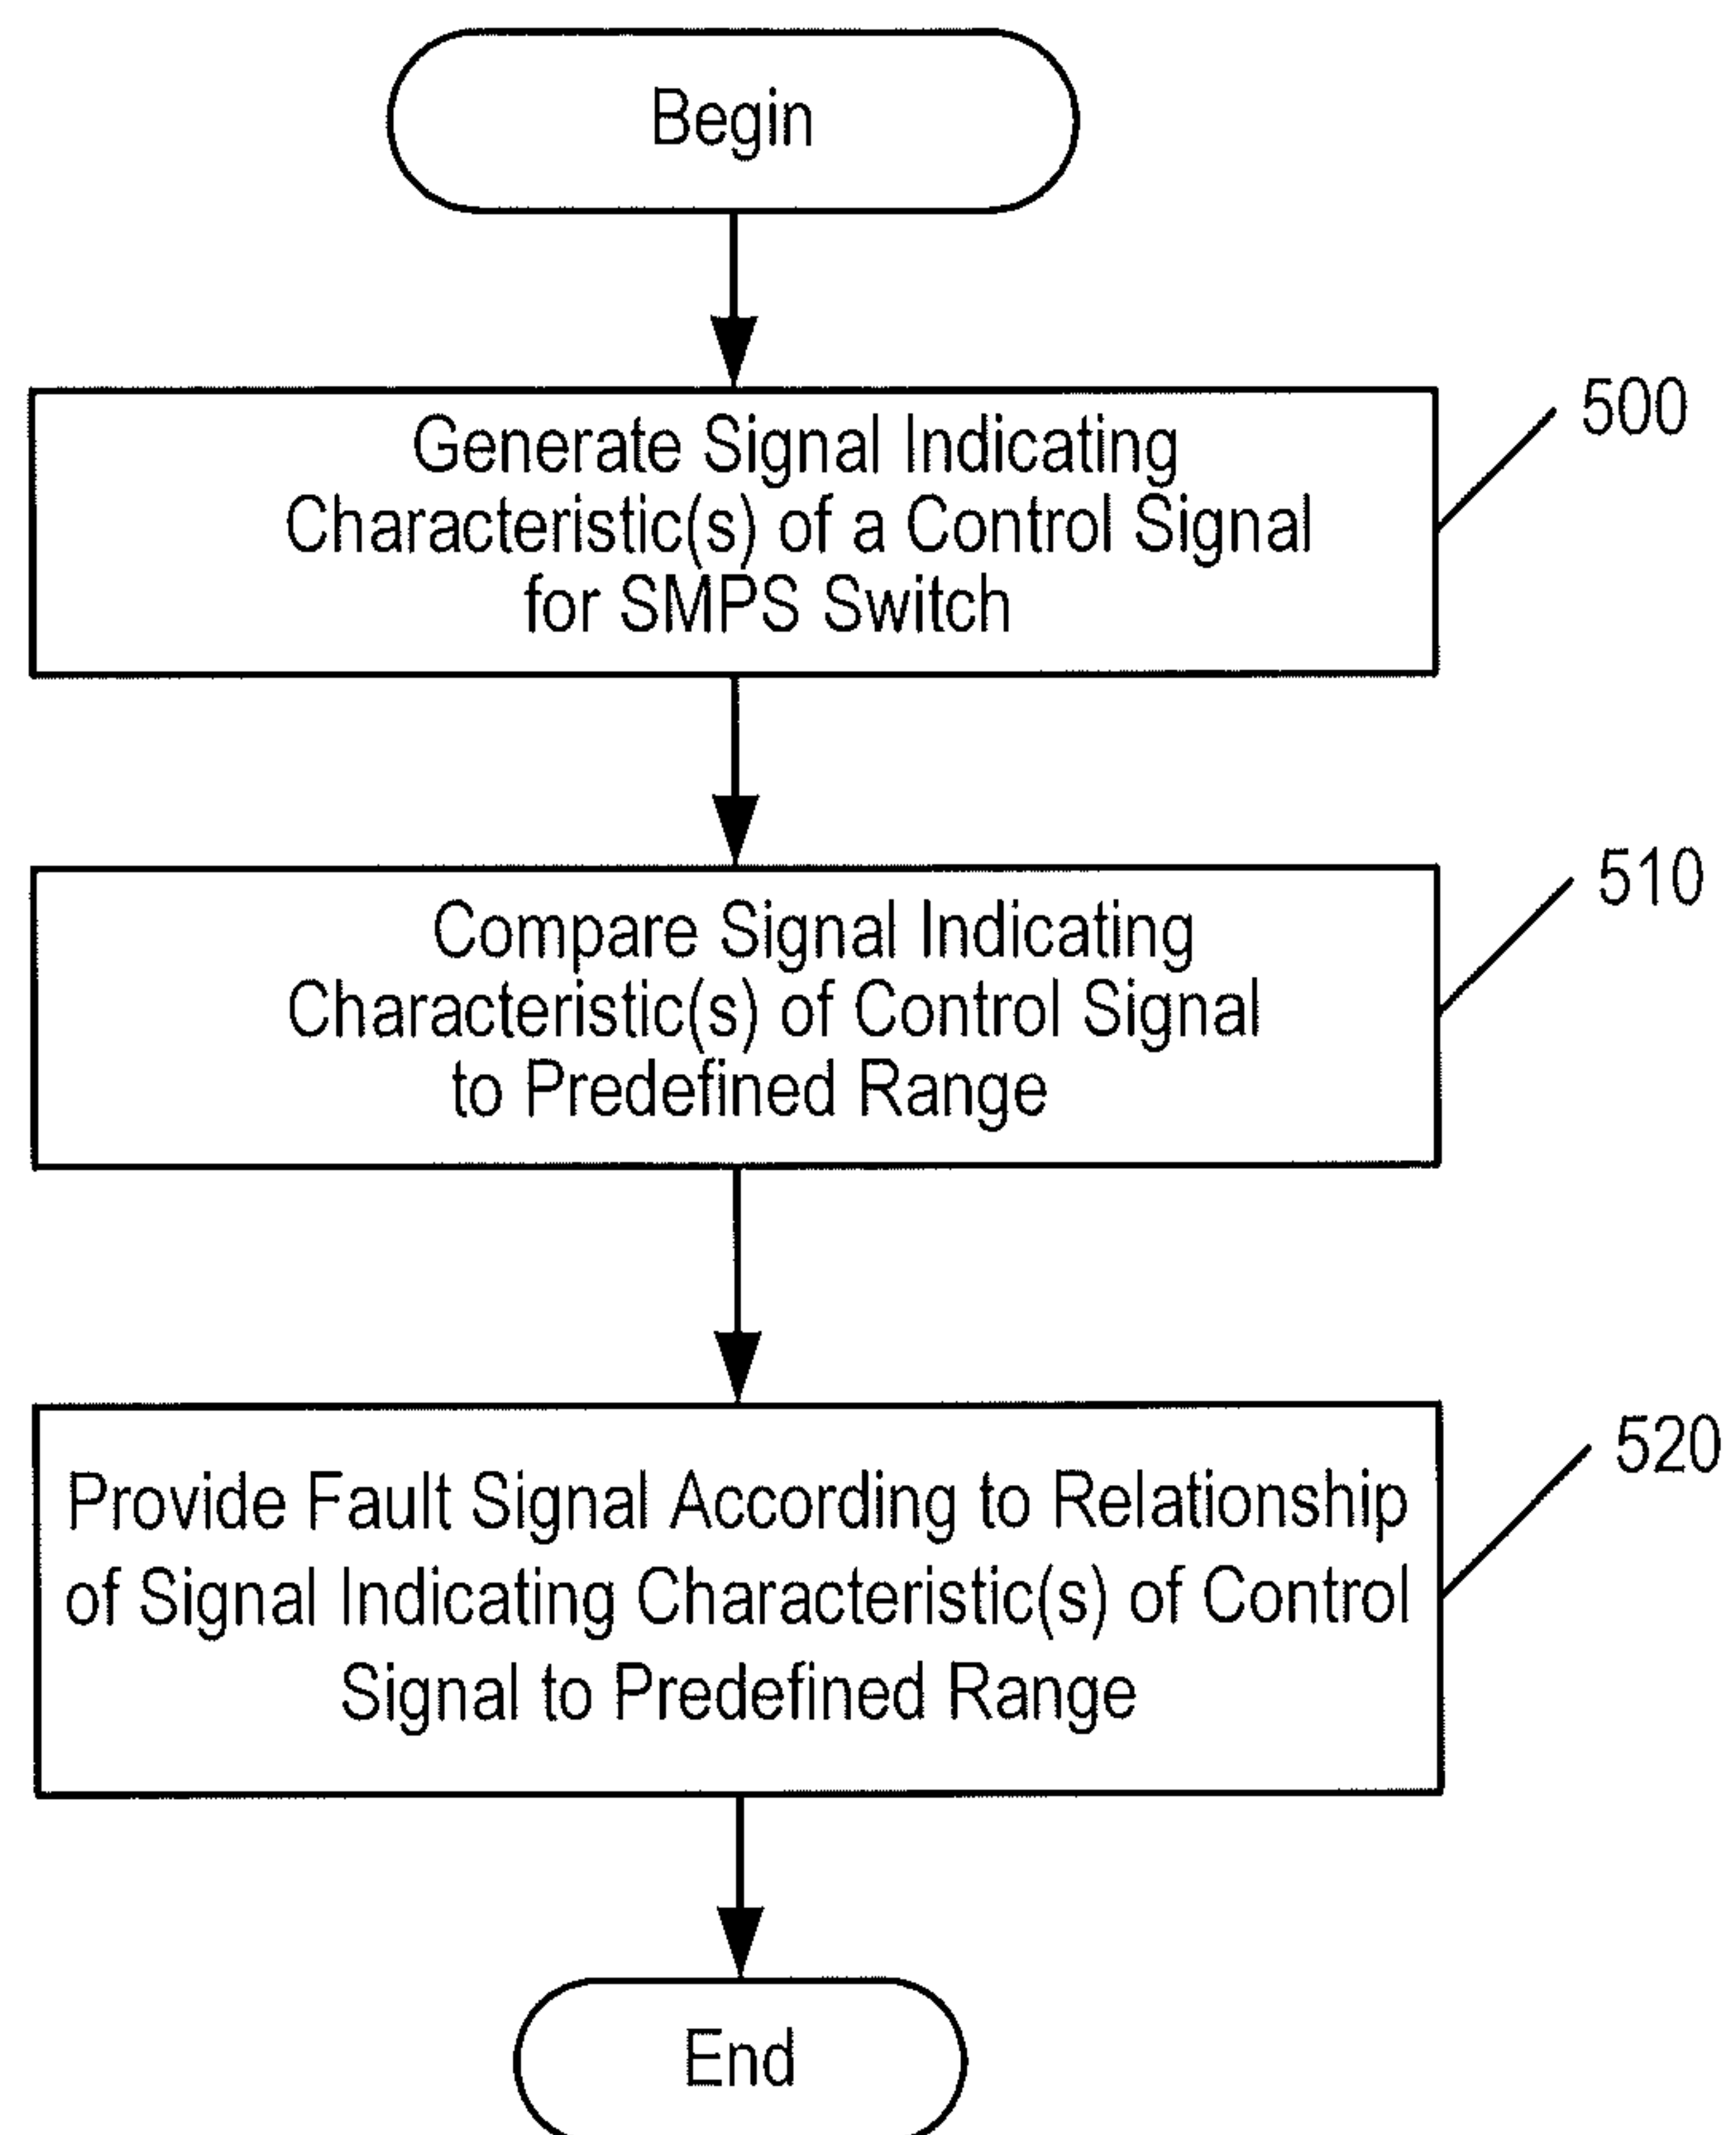 Begin
500
Generate Signal Indicating
Characteristic(s) of a Control Signal
for SMPS Switch
510
Compare Signal Indicating
Characteristic(s) of Control Signal
to Predefined Range
520
Provide Fault Signal According to Relationship
of Signal Indicating Characteristic(s) of Control
Signal to Predefined Range
End